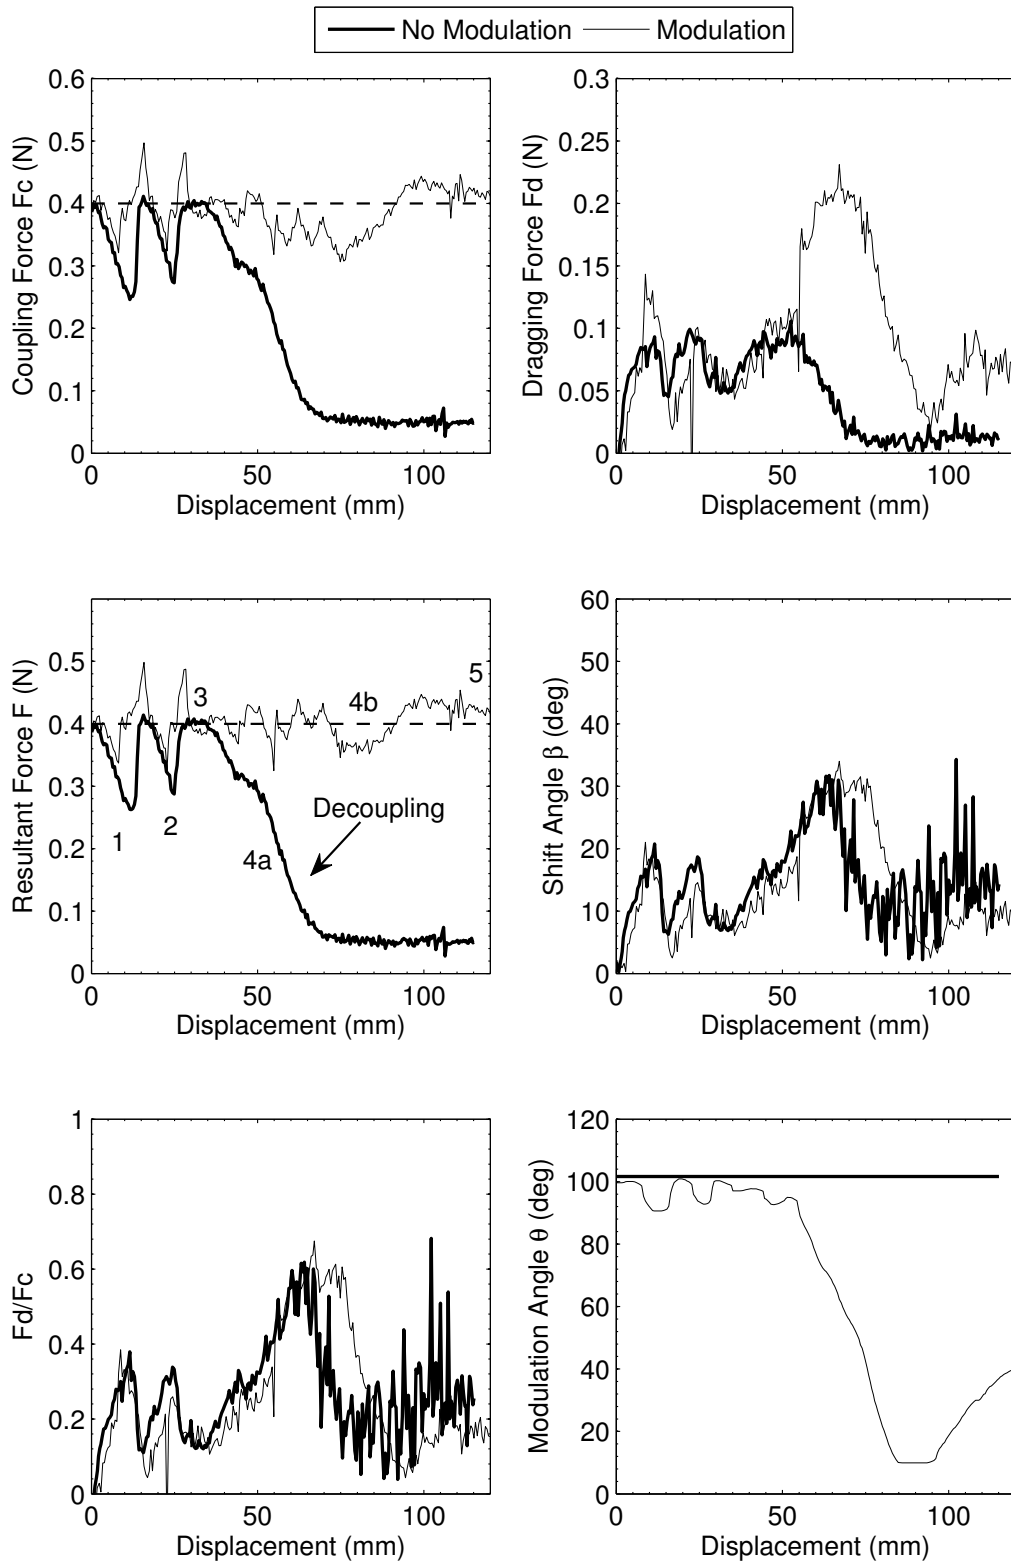 No Modulation Modulation
0.6
0.5
0.4
0.3
0.2
0.1
0
0 50 100
Displacement (mm)
Coupling Force Fc (N)
0.3
0.25
0.2
0.15
0.1
0.05
0
0 50 100
Displacement (mm)
Dragging Force Fd (N)
0.6
0.5
0.4
0.3
0.2
0.1
0
0 50 100
Displacement (mm)
Resultant Force F (N)
1
2
3
4a
4b
5
Decoupling
60
50
40
30
20
10
0
0 50 100
Displacement (mm)
Shift Angle β (deg)
1
0.8
0.6
0.4
0.2
0
0 50 100
Displacement (mm)
Fd/Fc
120
100
80
60
40
20
0
0 50 100
Displacement (mm)
Modulation Angle θ (deg)